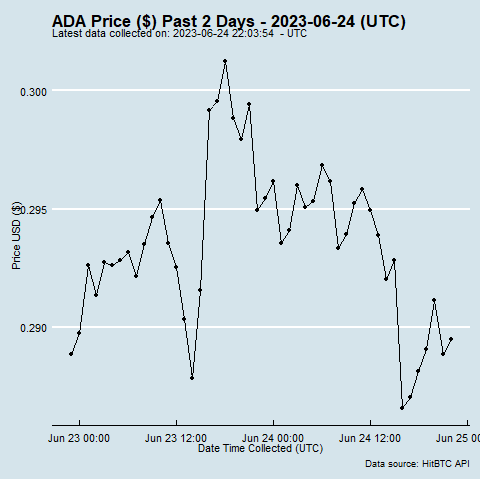 ADA Price ($) Past 2 Days - 2023-06-24 (UTC)
Latest data collected on: 2023-06-24 22:03:54 - UTC
0.300
0.295
0.290
Price USD ($)
Jun 23 00:00 Jun 23 12:00 Jun 24 00:00 Jun 24 12:00 Jun 25 00
Date Time Collected (UTC)
Data source: HitBTC API